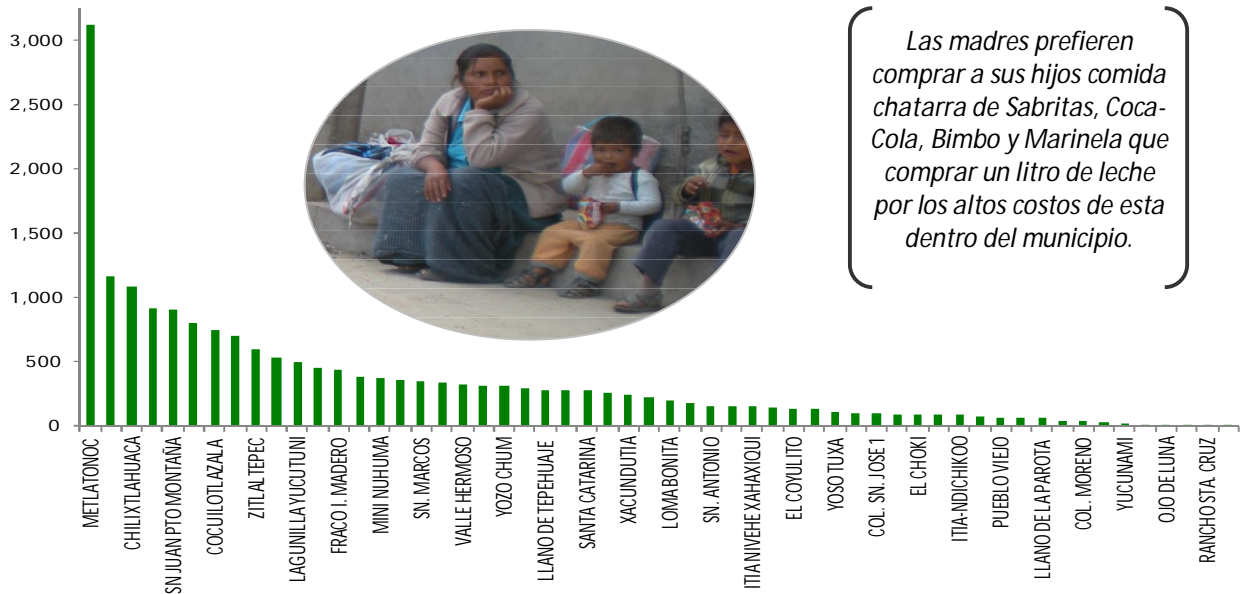 3,000
2,500
2,000
1,500
1,000
500
0
Las madres prefieren
comprar a sus hijos comida
chatarra de Sabritas, Coca-
Cola, Bimbo y Marinela que
comprar un litro de leche
por los altos costos de esta
dentro del municipio.
METLATONOC
CHILIXTLAHUACA
SN JUAN PTO MONTAÑA
COCUILOTLAZALA
ZITLALTEPEC
LAGUNILLA YUCUTUNI
FRACO I. MADERO
MINI NUHUMA
SN. MARCOS
VALLE HERMOSO
YOZO CHUM
LLANO DE TEPEHUAJE
SANTA CATARINA
XACUNDUTIA
LOMA BONITA
SN. ANTONIO
ITIA NIVEHE XAHAXIQUI
EL COYULITO
YOSO TUXA
COL. SN. JOSE 1
EL CHOKI
ITIA-NDICHIKOO
PUEBLO VIEJO
LLANO DE LA PAROTA
COL. MORENO
YUCUNAMI
OJO DE LUNA
RANCHO STA. CRUZ